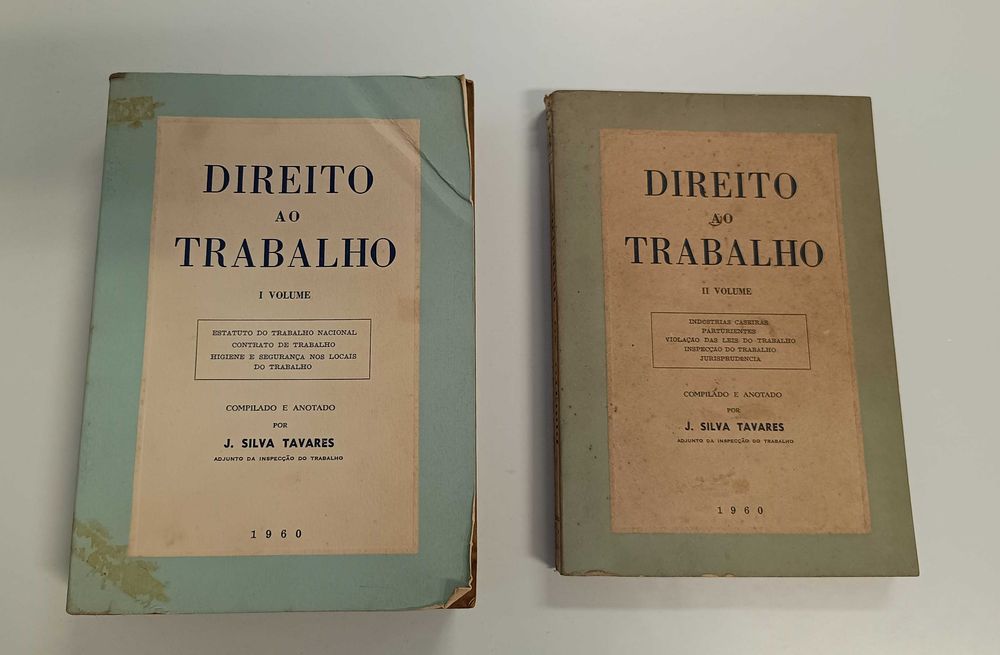 DIREITO
AO
TRABALHO
I VOLUME
ESTATUTO DO TRABALHO NACIONAL
CONTRATO DE TRABALHO
HIGIENE E SEGURANÇA NOS LOCAIS
DO TRABALHO
COMPILADO E ANOTADO
POR
J. SILVA TAVARES
ADJUNTO DA INSPECÇÃO DO TRABALHO
1960
DIREITO
AO
TRABALHO
II VOLUME
INDÚSTRIAS CASEIRAS
PARTURIENTES
VIOLAÇÃO DAS LEIS DO TRABALHO
INSPECÇÃO DO TRABALHO
JURISPRUDÊNCIA
COMPILADO E ANOTADO
POR
J. SILVA TAVARES
ADJUNTO DA INSPECÇÃO DO TRABALHO
1960